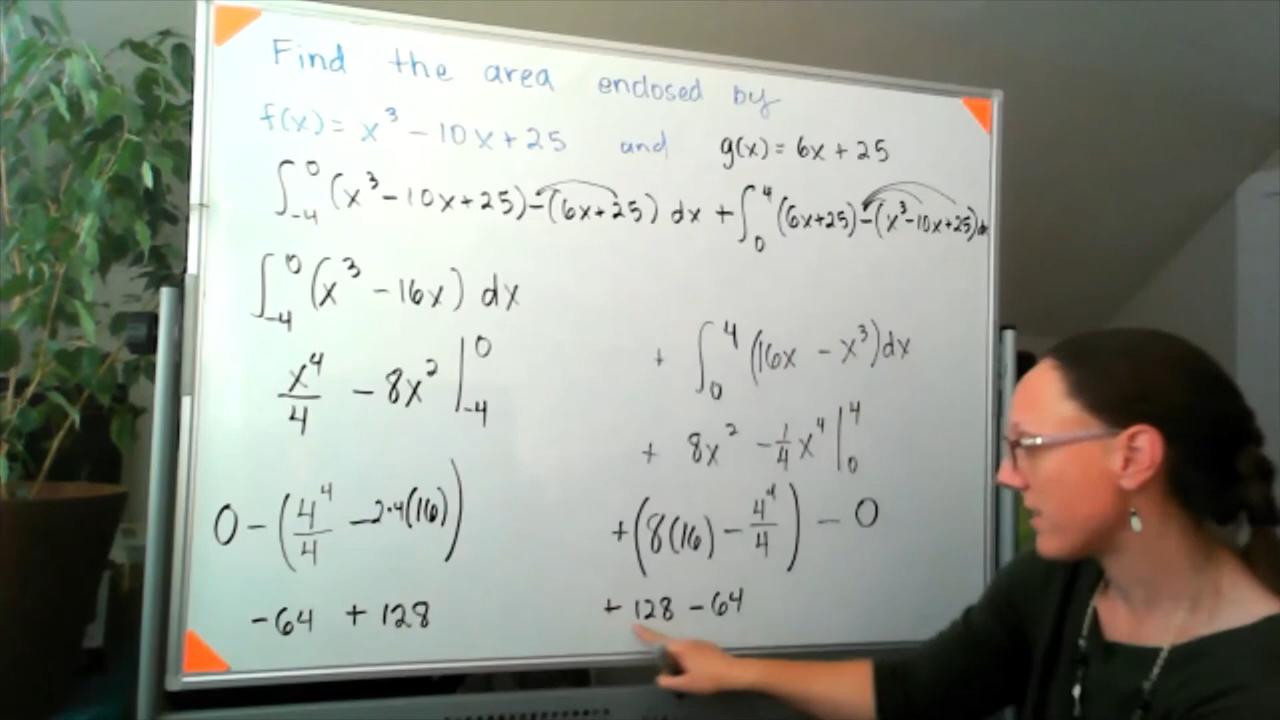 Find the area enclosed by
f(x) = x³ - 10x + 25 and g(x) = 6x + 25
∫₋₄⁰ (x³ - 10x + 25) - (6x + 25) dx + ∫₀⁴ (6x + 25) - (x³ - 10x + 25) dx
∫₋₄⁰ (x³ - 16x) dx
+ ∫₀⁴ (16x - x³) dx
x⁴/4 - 8x² |₋₄⁰
+ 8x² - 1/4 x⁴ |₀⁴
0 - (4⁴/4 - 2·4(16)) + (8(16) - 4⁴/4) - 0
-64 + 128 + 128 - 64